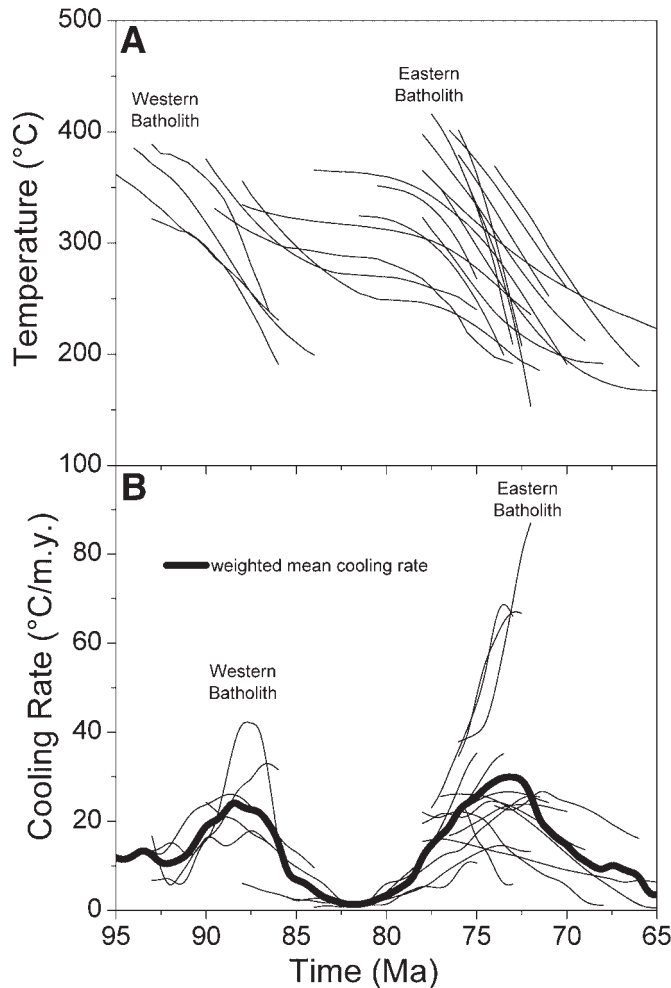 A
500
400
300
200
100
Temperature (°C)
Western
Batholith
Eastern
Batholith
B
80
60
40
20
0
Cooling Rate (°C/m.y.)
Eastern
Batholith
weighted mean cooling rate
Western
Batholith
95 90 85 80 75 70 65
Time (Ma)